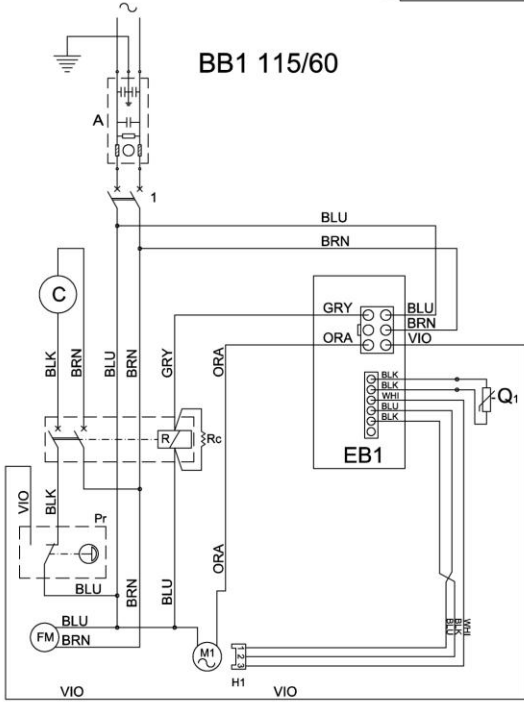 BB1 115/60
A
1
BLU
BRN
C
GRY
BLU
BRN
ORA
VIO
BLK
BRN
BLU
BRN
GRY
ORA
BLK
BLK
WHI
BLU
BLK
Q1
R
Rc
EB1
VIO
BLK
Pr
ORA
BLU
BRN
BLU
BLU
BLK
WHI
FM
BLU
BRN
M1
1
2
3
H1
VIO
VIO